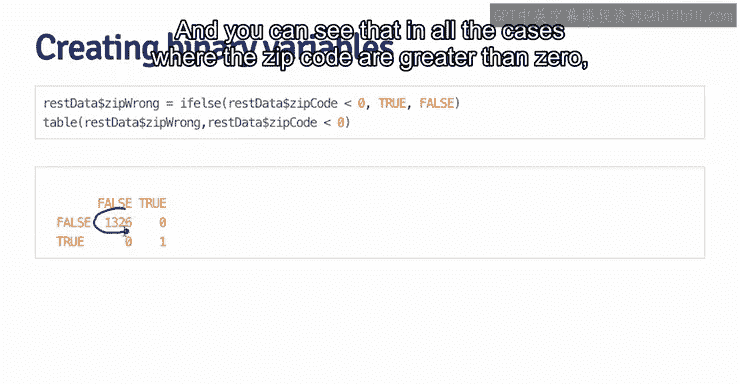 Creating binary variables
And you can see that in all the cases
where the zip code are greater than zero,
restData$zipWrong = ifelse(restData$zipCode < 0, TRUE, FALSE)
table(restData$zipWrong,restData$zipCode < 0)
FALSE TRUE
FALSE 1326 0
TRUE 0 1